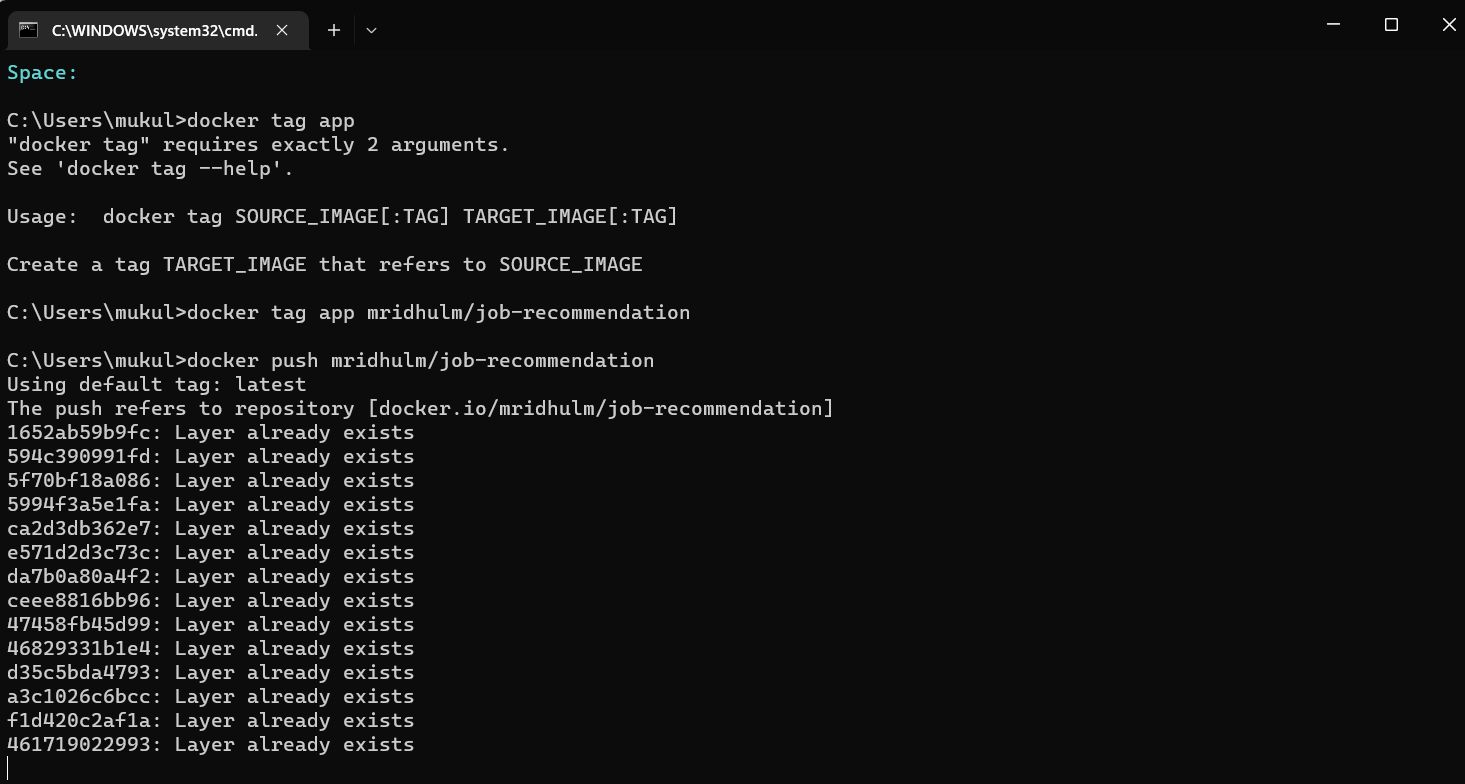 C:\WINDOWS\system32\cmd.
Space:
C:\Users\mukul>docker tag app
"docker tag" requires exactly 2 arguments.
See 'docker tag --help'.
Usage:  docker tag SOURCE_IMAGE[:TAG] TARGET_IMAGE[:TAG]
Create a tag TARGET_IMAGE that refers to SOURCE_IMAGE
C:\Users\mukul>docker tag app mridhulm/job-recommendation
C:\Users\mukul>docker push mridhulm/job-recommendation
Using default tag: latest
The push refers to repository [docker.io/mridhulm/job-recommendation]
1652ab59b9fc: Layer already exists
594c390991fd: Layer already exists
5f70bf18a086: Layer already exists
5994f3a5e1fa: Layer already exists
ca2d3db362e7: Layer already exists
e571d2d3c73c: Layer already exists
da7b0a80a4f2: Layer already exists
ceee8816bb96: Layer already exists
47458fb45d99: Layer already exists
46829331b1e4: Layer already exists
d35c5bda4793: Layer already exists
a3c1026c6bcc: Layer already exists
f1d420c2af1a: Layer already exists
461719022993: Layer already exists